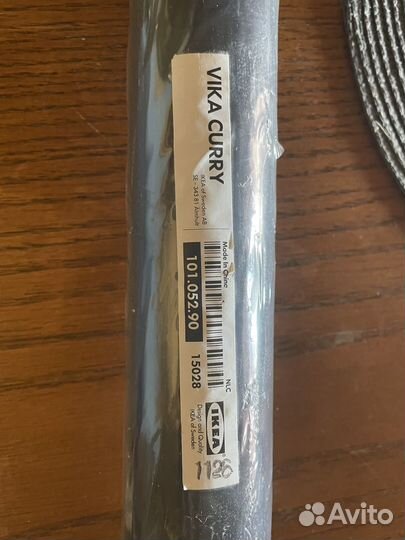 VIKA CURRY
IKEA of Sweden AB
SE - 343 81 Älmhult
Made in China
101.052.90
15028
NLC
IKEA
Design and Quality
IKEA of Sweden
Avito